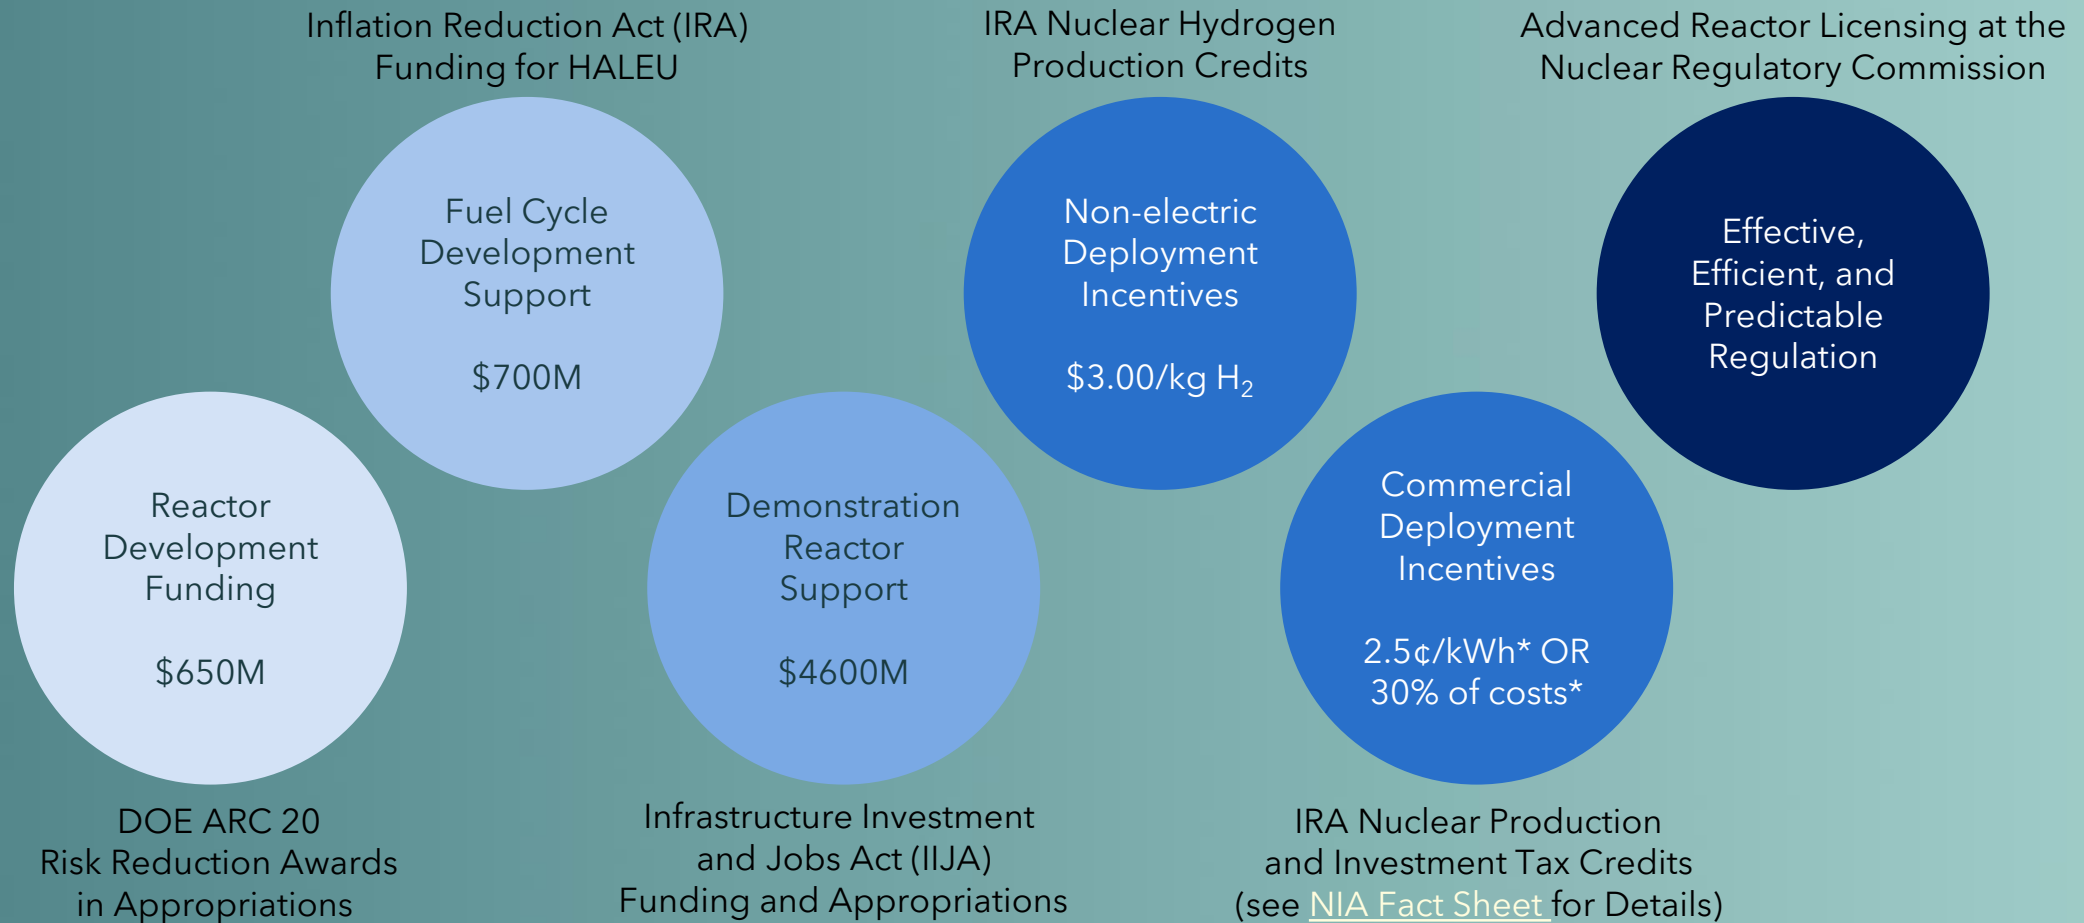 Inflation Reduction Act (IRA)
Funding for HALEU
IRA Nuclear Hydrogen
Production Credits
Advanced Reactor Licensing at the
Nuclear Regulatory Commission
Fuel Cycle
Development
Support
$700M
Non-electric
Deployment
Incentives
$3.00/kg H₂
Effective,
Efficient, and
Predictable
Regulation
Reactor
Development
Funding
$650M
Demonstration
Reactor
Support
$4600M
Commercial
Deployment
Incentives
2.5¢/kWh* OR
30% of costs*
DOE ARC 20
Risk Reduction Awards
in Appropriations
Infrastructure Investment
and Jobs Act (IIJA)
Funding and Appropriations
IRA Nuclear Production
and Investment Tax Credits
(see NIA Fact Sheet for Details)